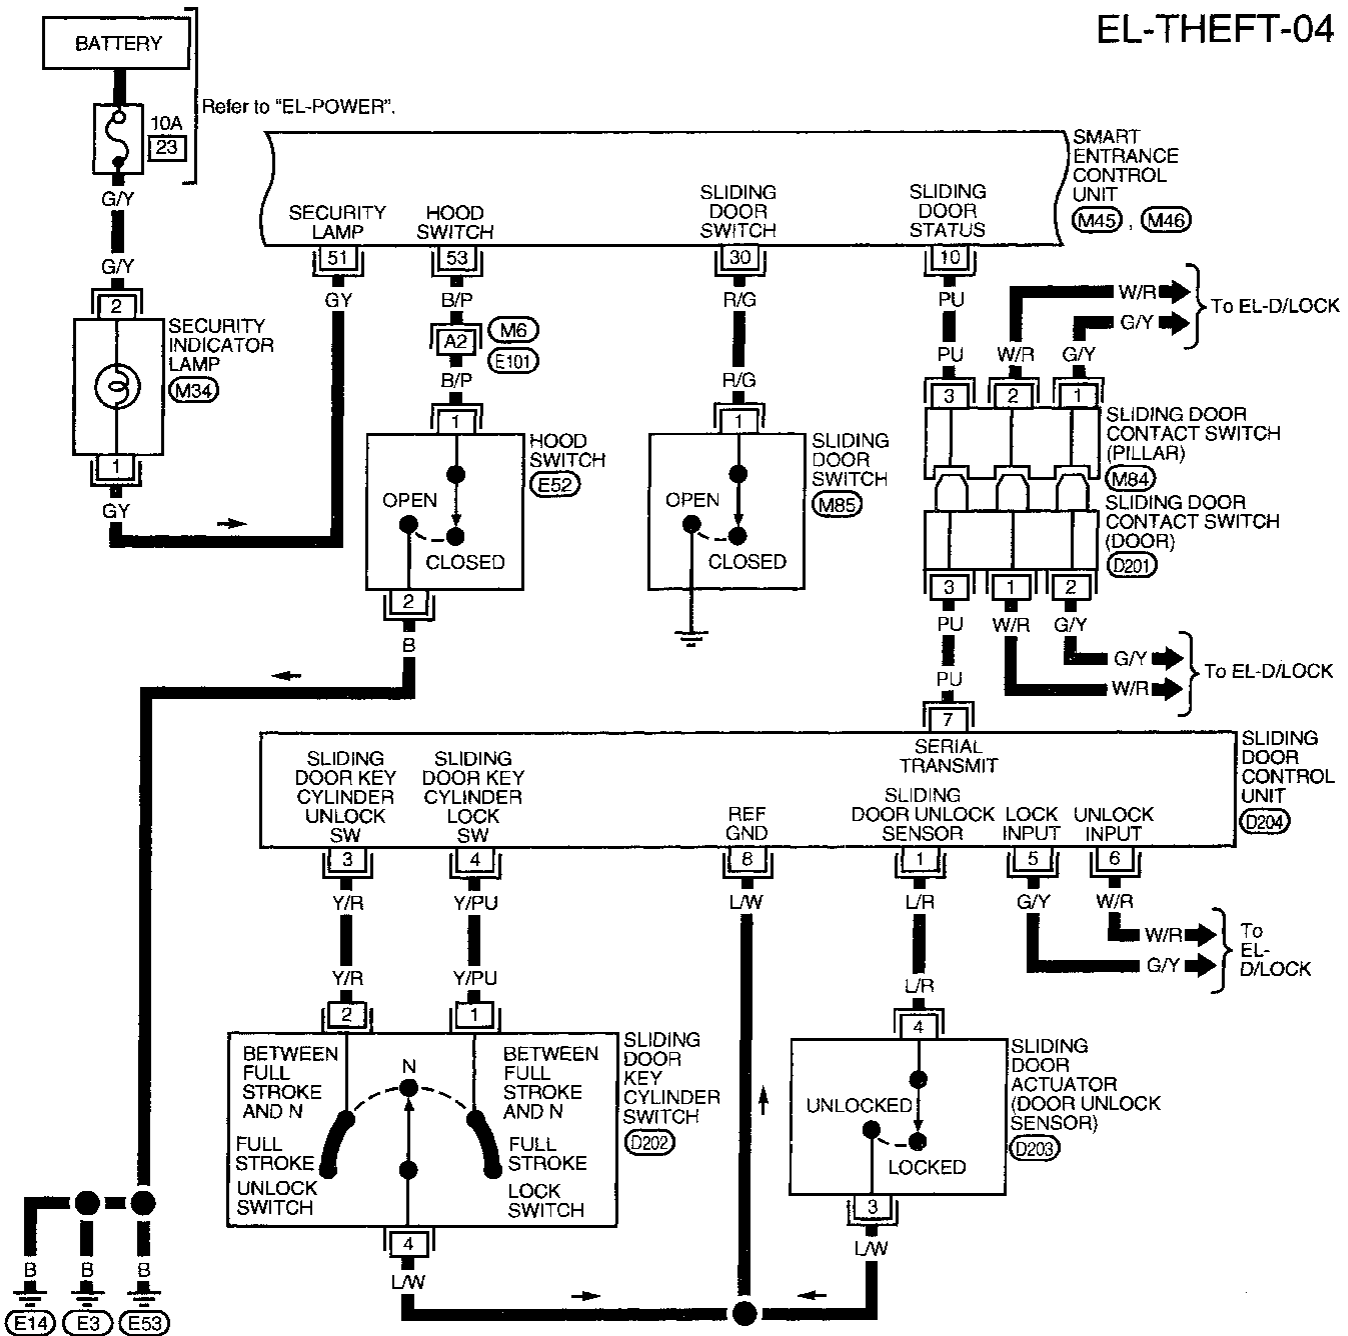 EL-THEFT-04
BATTERY
Refer to "EL-POWER".
10A
23
G/Y
G/Y
2
SECURITY
INDICATOR
LAMP
M34
1
GY
SMART
ENTRANCE
CONTROL
UNIT
M45 , M46
SECURITY
LAMP
51
GY
HOOD
SWITCH
53
B/P
A2
M6
E101
B/P
1
HOOD
SWITCH
E52
OPEN
CLOSED
2
B
SLIDING
DOOR
SWITCH
30
R/G
R/G
1
SLIDING
DOOR
SWITCH
M85
OPEN
CLOSED
SLIDING
DOOR
STATUS
10
PU
PU
W/R
G/Y
W/R
G/Y
To EL-D/LOCK
3
2
1
SLIDING DOOR
CONTACT SWITCH
(PILLAR)
M84
SLIDING DOOR
CONTACT SWITCH
(DOOR)
D201
3
1
2
PU
W/R
G/Y
G/Y
W/R
To EL-D/LOCK
PU
7
SERIAL
TRANSMIT
SLIDING
DOOR
CONTROL
UNIT
D204
SLIDING
DOOR KEY
CYLINDER
UNLOCK
SW
SLIDING
DOOR KEY
CYLINDER
LOCK
SW
REF
GND
SLIDING
DOOR UNLOCK
SENSOR
LOCK
INPUT
UNLOCK
INPUT
3
4
8
1
5
6
Y/R
Y/PU
L/W
L/R
G/Y
W/R
W/R
G/Y
To
EL-
D/LOCK
Y/R
Y/PU
L/R
2
1
4
BETWEEN
FULL
STROKE
AND N
N
BETWEEN
FULL
STROKE
AND N
FULL
STROKE
FULL
STROKE
UNLOCK
SWITCH
LOCK
SWITCH
SLIDING
DOOR
KEY
CYLINDER
SWITCH
D202
UNLOCKED
LOCKED
SLIDING
DOOR
ACTUATOR
(DOOR UNLOCK
SENSOR)
D203
4
L/W
3
L/W
B
B
B
E14
E3
E53